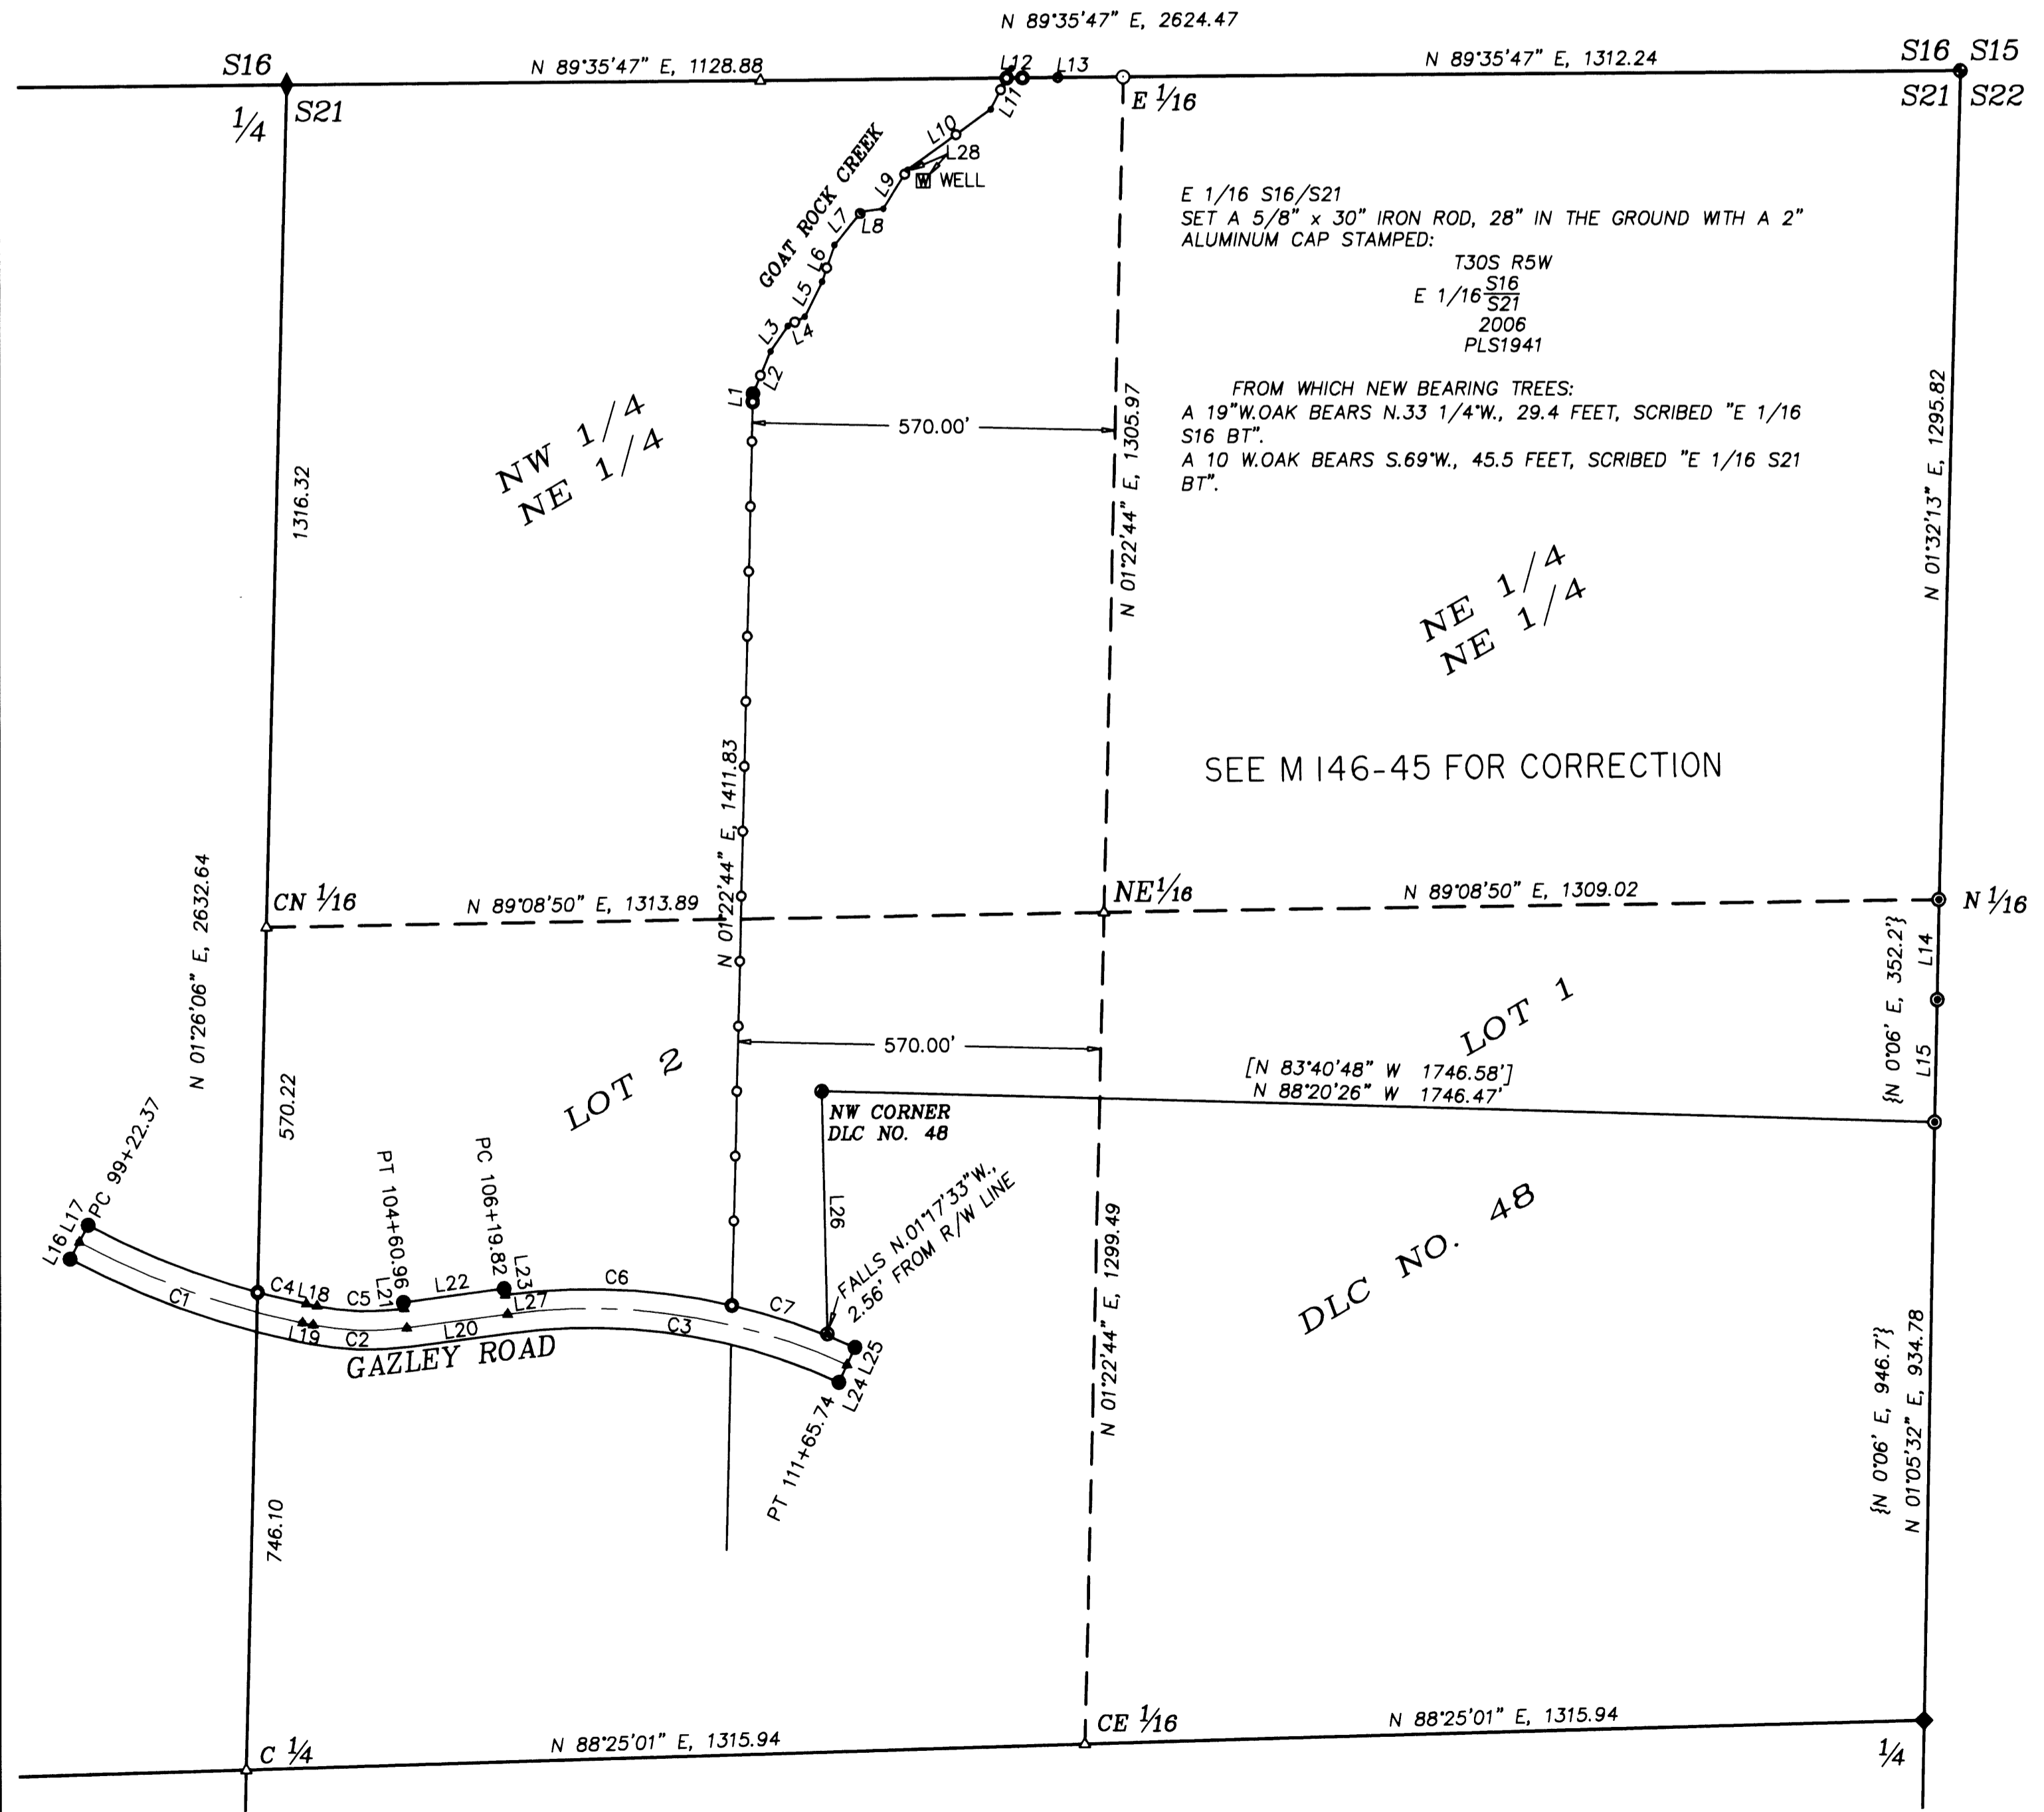 N 89°35'47" E, 2624.47
S16
N 89°35'47" E, 1128.88
L12
L13
N 89°35'47" E, 1312.24
S16 S15
1/4 S21
E 1/16
S21 S22
L11
L10
L28
W WELL
GOAT ROCK CREEK
L9
L8
L7
L6
L5
L4
L3
L2
L1
E 1/16 S16/S21
SET A 5/8" x 30" IRON ROD, 28" IN THE GROUND WITH A 2"
ALUMINUM CAP STAMPED:
T30S R5W
S16
E 1/16
S21
2006
PLS1941
FROM WHICH NEW BEARING TREES:
A 19"W.OAK BEARS N.33 1/4°W., 29.4 FEET, SCRIBED "E 1/16
S16 BT".
A 10 W.OAK BEARS S.69°W., 45.5 FEET, SCRIBED "E 1/16 S21
BT".
570.00'
N 01°22'44" E, 1305.97
N 01°32'13" E, 1295.82
1316.32
NW 1/4
NE 1/4
NE 1/4
NE 1/4
SEE M 146-45 FOR CORRECTION
N 01°22'44" E, 1411.83
N 01°26'06" E, 2632.64
CN 1/16
N 89°08'50" E, 1313.89
NE 1/16
N 89°08'50" E, 1309.02
N 1/16
{N 0°06' E, 352.2'}
L14
L15
LOT 1
LOT 2
570.00'
[N 83°40'48" W 1746.58']
N 88°20'26" W 1746.47'
NW CORNER
DLC NO. 48
570.22
PC 99+22.37
PT 104+60.96
PC 106+19.82
L26
FALLS N.01°17'33"W.,
2.56' FROM R/W LINE
N 01°22'44" E, 1299.49
DLC NO. 48
L16 L17
C1
C4 L18
C5
L21
L22
L23
C6
C7
L19
C2
L20
L27
C3
GAZLEY ROAD
L24 L25
PT 111+65.74
{N 0°06' E, 946.7'}
N 01°05'32" E, 934.78
746.10
C 1/4
N 88°25'01" E, 1315.94
CE 1/16
N 88°25'01" E, 1315.94
1/4